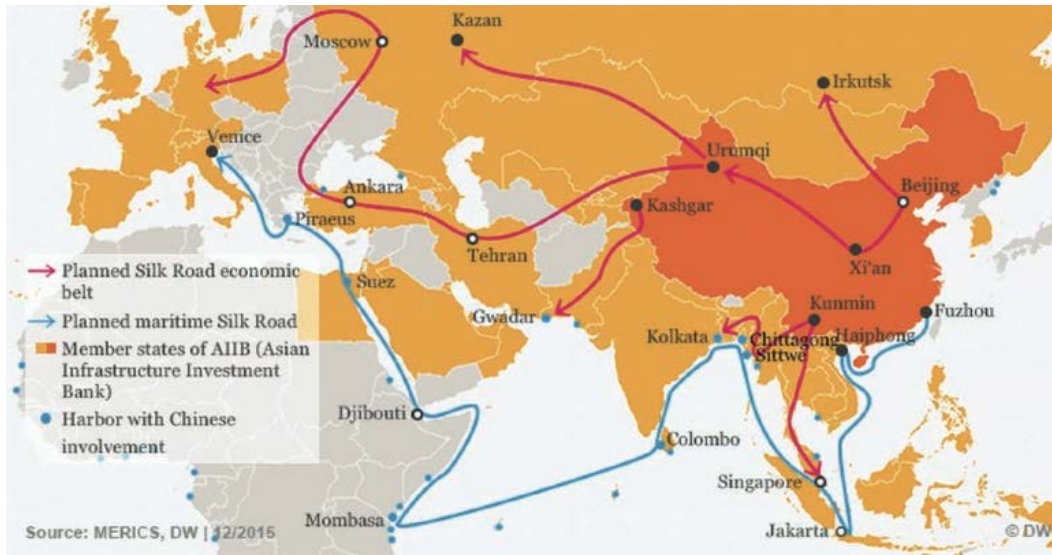 Kazan
Moscow
Irkutsk
Venice
Urumqi
Ankara
Beijing
Kashgar
Piraeus
Tehran
Xi'an
Suez
Gwadar
Kunmin
Fuzhou
Kolkata
Chittagong
Haiphong
Sittwe
Djibouti
Colombo
Singapore
Mombasa
Jakarta
Planned Silk Road economic
belt
Planned maritime Silk Road
Member states of AIIB (Asian
Infrastructure Investment
Bank)
Harbor with Chinese
involvement
Source: MERICS, DW | 12/2015
© DW